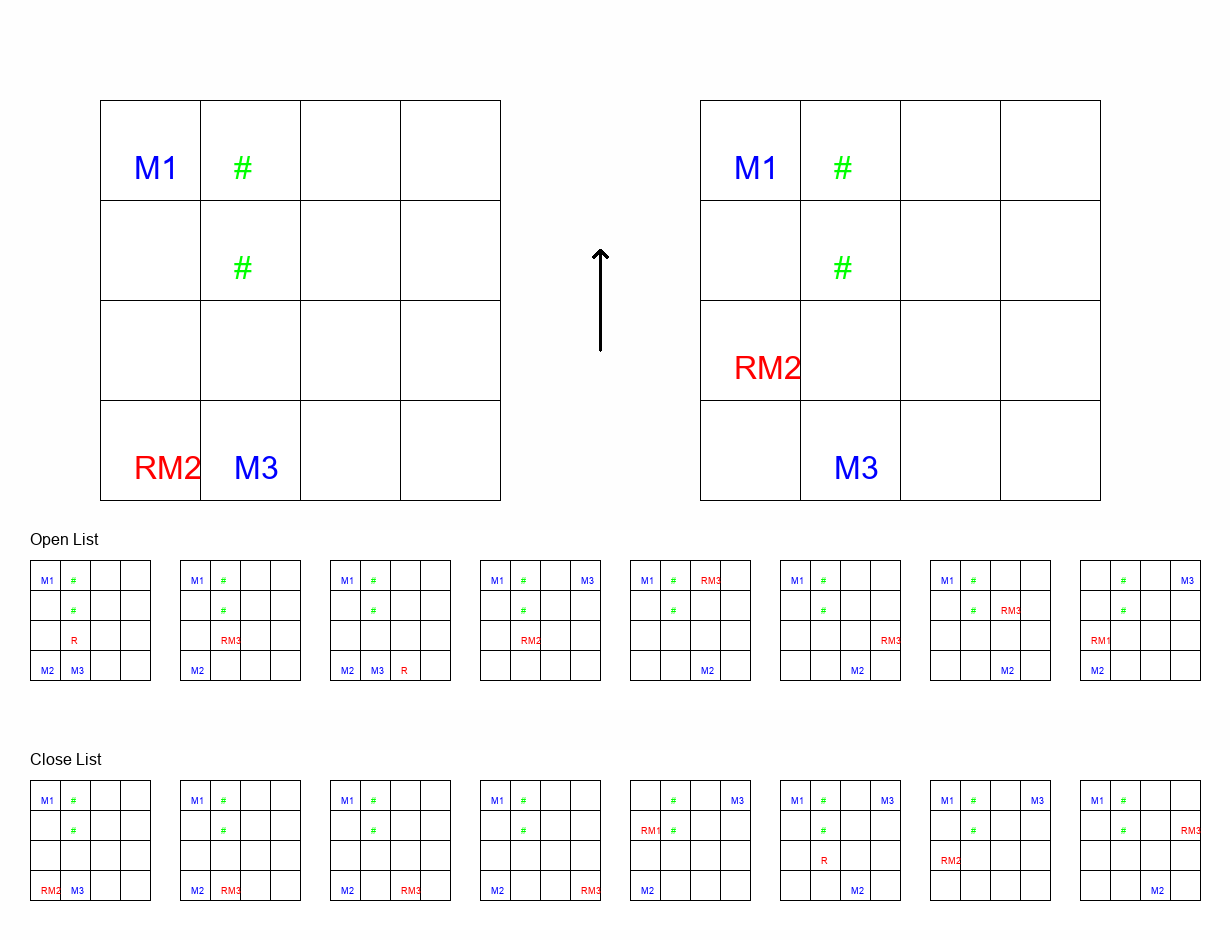 M1 # M1 #
# #
RM2
RM2 M3 M3
Open List
M1 # M1 # M1 # M1 # M3 M1 # RM3 M1 # M1 # # M3
# # # # # # # RM3 #
R RM3 RM2 RM3 RM1
M2 M3 M2 M2 M3 R M2 M2 M2 M2
Close List
M1 # M1 # M1 # M1 # # M3 M1 # M3 M1 # M3 M1 #
# # # # RM1 # # # # RM3
R RM2
RM2 M3 M2 RM3 M2 RM3 M2 RM3 M2 M2 M2